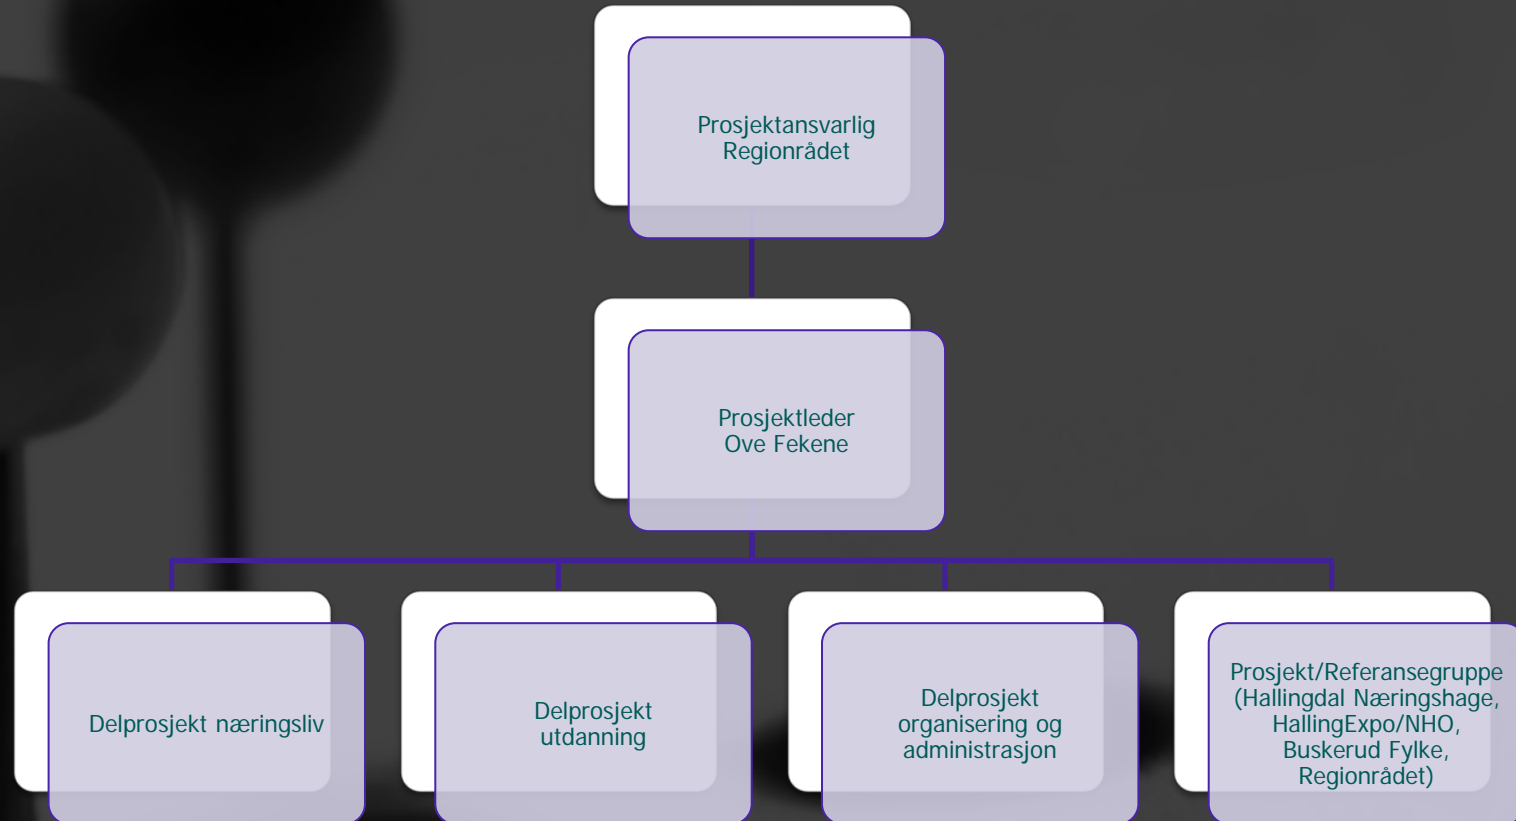 Prosjektansvarlig
Regionrådet
Prosjektleder
Ove Fekene
Delprosjekt næringsliv
Delprosjekt
utdanning
Delprosjekt
organisering og
administrasjon
Prosjekt/Referansegruppe
(Hallingdal Næringshage,
HallingExpo/NHO,
Buskerud Fylke,
Regionrådet)